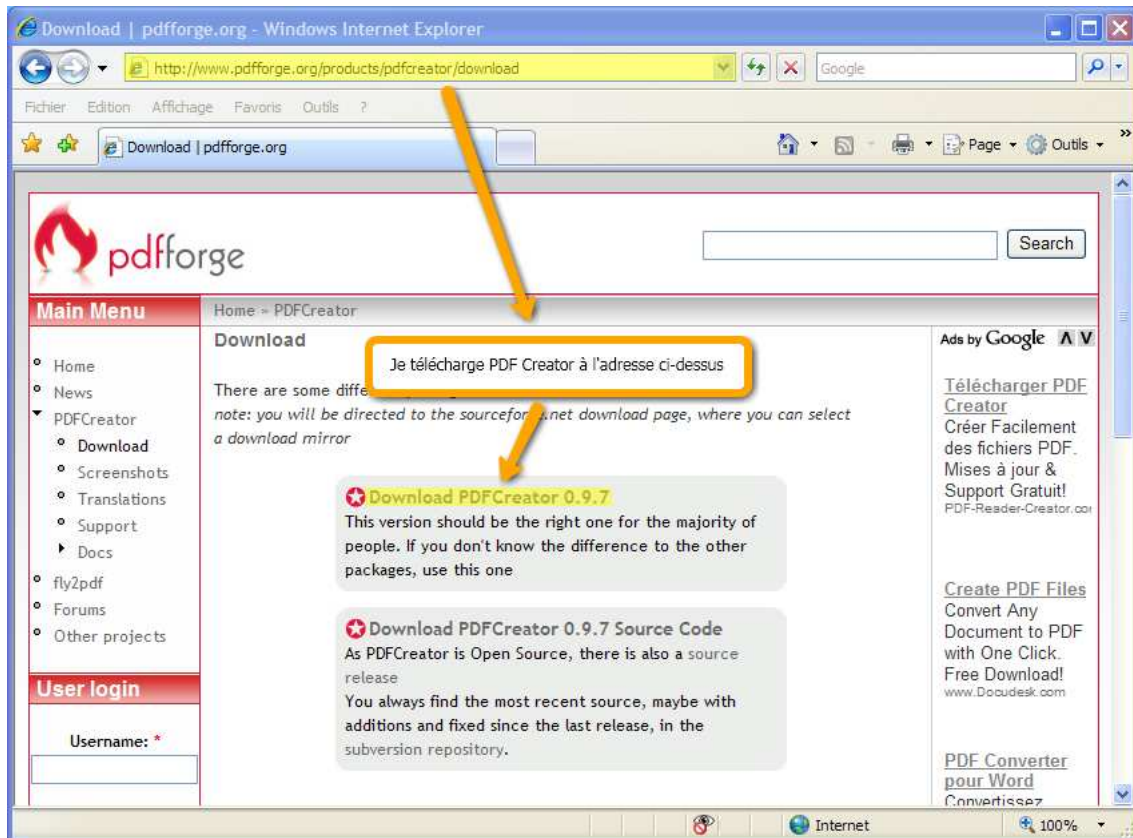 Download | pdfforge.org - Windows Internet Explorer
http://www.pdfforge.org/products/pdfcreator/download
Google
Fichier Edition Affichage Favoris Outils ?
Download | pdfforge.org
Page Outils »
pdfforge
Search
Main Menu
Home
News
PDFCreator
Download
Screenshots
Translations
Support
Docs
fly2pdf
Forums
Other projects
User login
Username: *
Home » PDFCreator
Download
Je télécharge PDF Creator à l'adresse ci-dessus
There are some
note: you will be directed to the sourceforge.net download page, where you can select
a download mirror
Download PDFCreator 0.9.7
This version should be the right one for the majority of
people. If you don't know the difference to the other
packages, use this one
Download PDFCreator 0.9.7 Source Code
As PDFCreator is Open Source, there is also a source
release
You always find the most recent source, maybe with
additions and fixed since the last release, in the
subversion repository.
Ads by Google
Télécharger PDF
Creator
Créer Facilement
des fichiers PDF.
Mises à jour &
Support Gratuit!
PDF-Reader-Creator.co
Create PDF Files
Convert Any
Document to PDF
with One Click.
Free Download!
www.Docudesk.com
PDF Converter
pour Word
Convertissez
Internet
100%